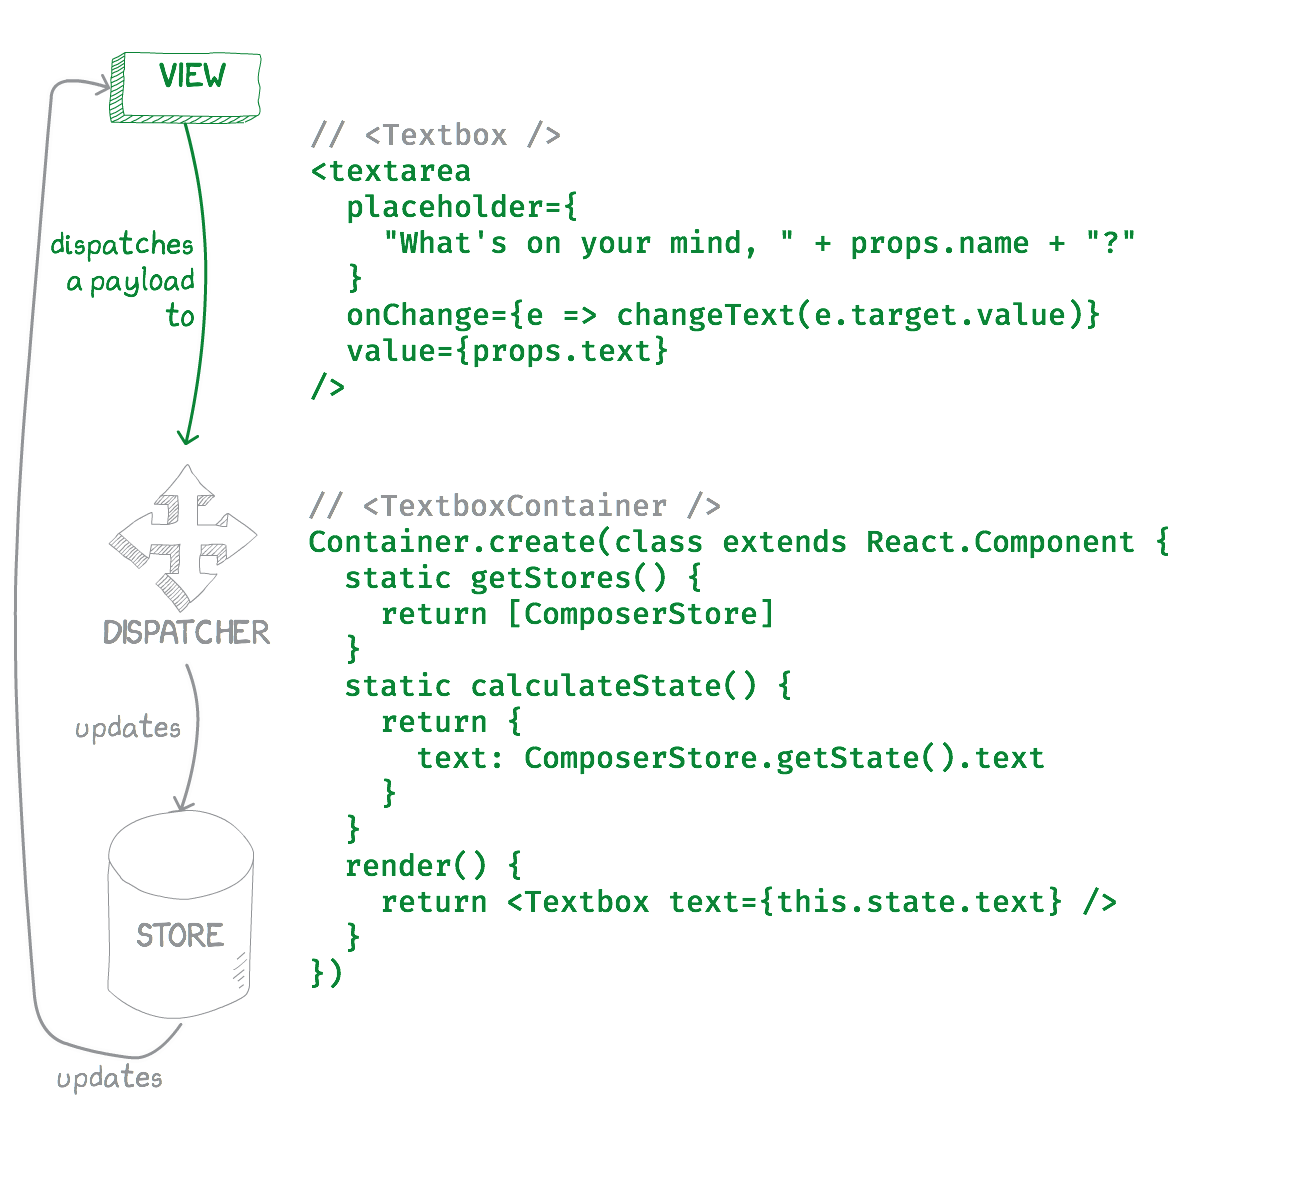 VIEW
dispatches
a payload
to
DISPATCHER
updates
STORE
updates
// <Textbox />
<textarea
  placeholder={
    "What's on your mind, " + props.name + "?"
  }
  onChange={e => changeText(e.target.value)}
  value={props.text}
/>
// <TextboxContainer />
Container.create(class extends React.Component {
  static getStores() {
    return [ComposerStore]
  }
  static calculateState() {
    return {
      text: ComposerStore.getState().text
    }
  }
  render() {
    return <Textbox text={this.state.text} />
  }
})